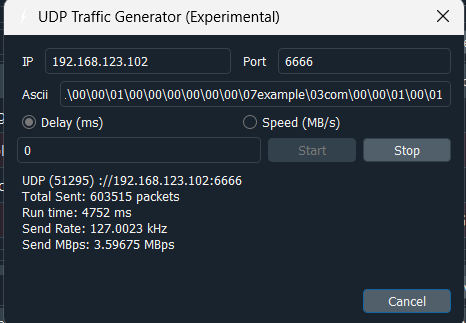 UDP Traffic Generator (Experimental)
IP 192.168.123.102 Port 6666
Ascii .\00\00\01\00\00\00\00\00\00\07example\03com\00\00\01\00\01
Delay (ms) Speed (MB/s)
0 Start Stop
UDP (51295) ://192.168.123.102:6666
Total Sent: 603515 packets
Run time: 4752 ms
Send Rate: 127.0023 kHz
Send MBps: 3.59675 MBps
Cancel